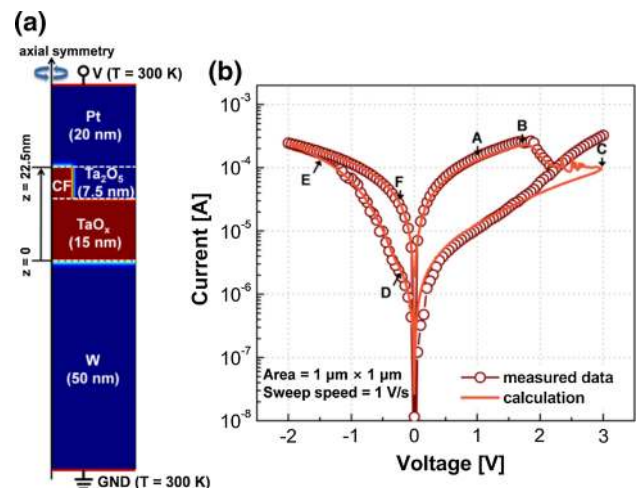 (a)
axial symmetry
V (T = 300 K)
Pt
(20 nm)
z = 22.5nm
CF
Ta₂O₅
(7.5 nm)
TaOₓ
(15 nm)
z = 0
W
(50 nm)
GND (T = 300 K)
(b)
10⁻³
10⁻⁴
10⁻⁵
10⁻⁶
10⁻⁷
10⁻⁸
Current [A]
A
B
C
D
E
F
Area = 1 μm × 1 μm
Sweep speed = 1 V/s
measured data
calculation
-2
-1
0
1
2
3
Voltage [V]